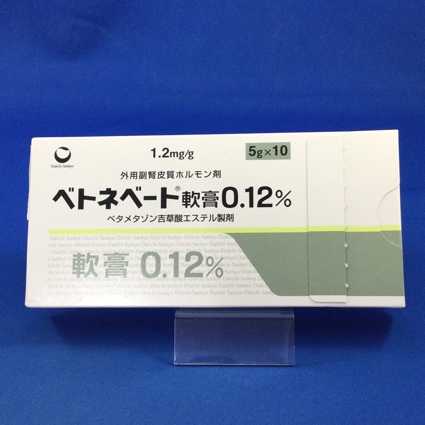 Daiichi-Sankyo
1.2mg/g
5g×10
外用副腎皮質ホルモン剤
ベトネベート®軟膏0.12%
ベタメタゾン吉草酸エステル製剤
軟膏 0.12%